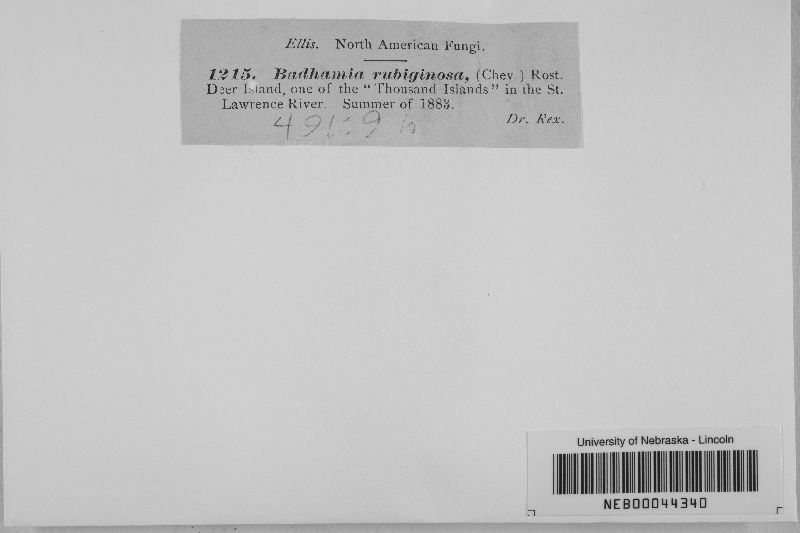 Ellis. North American Fungi.
1215. Badhamia rubiginosa, (Chev.) Rost.
Deer Island, one of the "Thousand Islands" in the St.
Lawrence River. Summer of 1883.
Dr. Rex.
University of Nebraska - Lincoln
NEB00044340